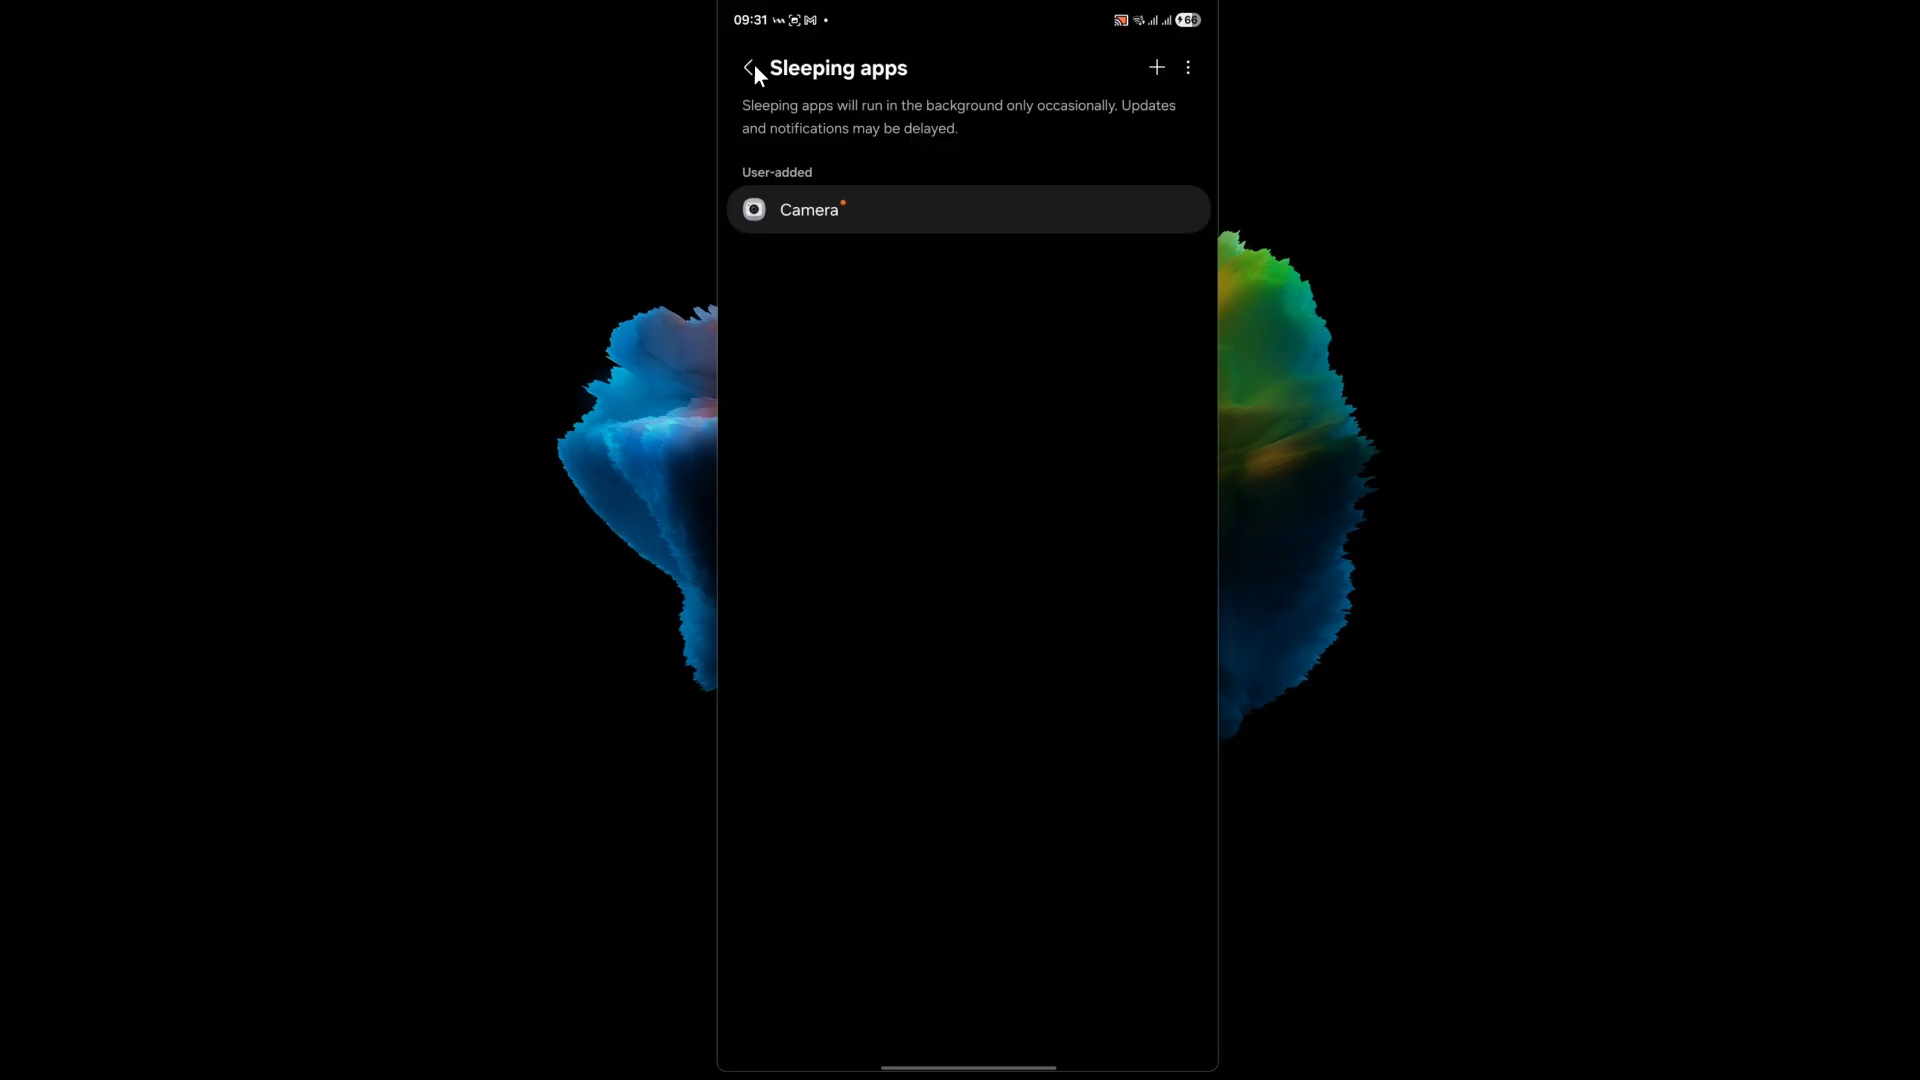 09:31
66
Sleeping apps
Sleeping apps will run in the background only occasionally. Updates
and notifications may be delayed.
User-added
Camera